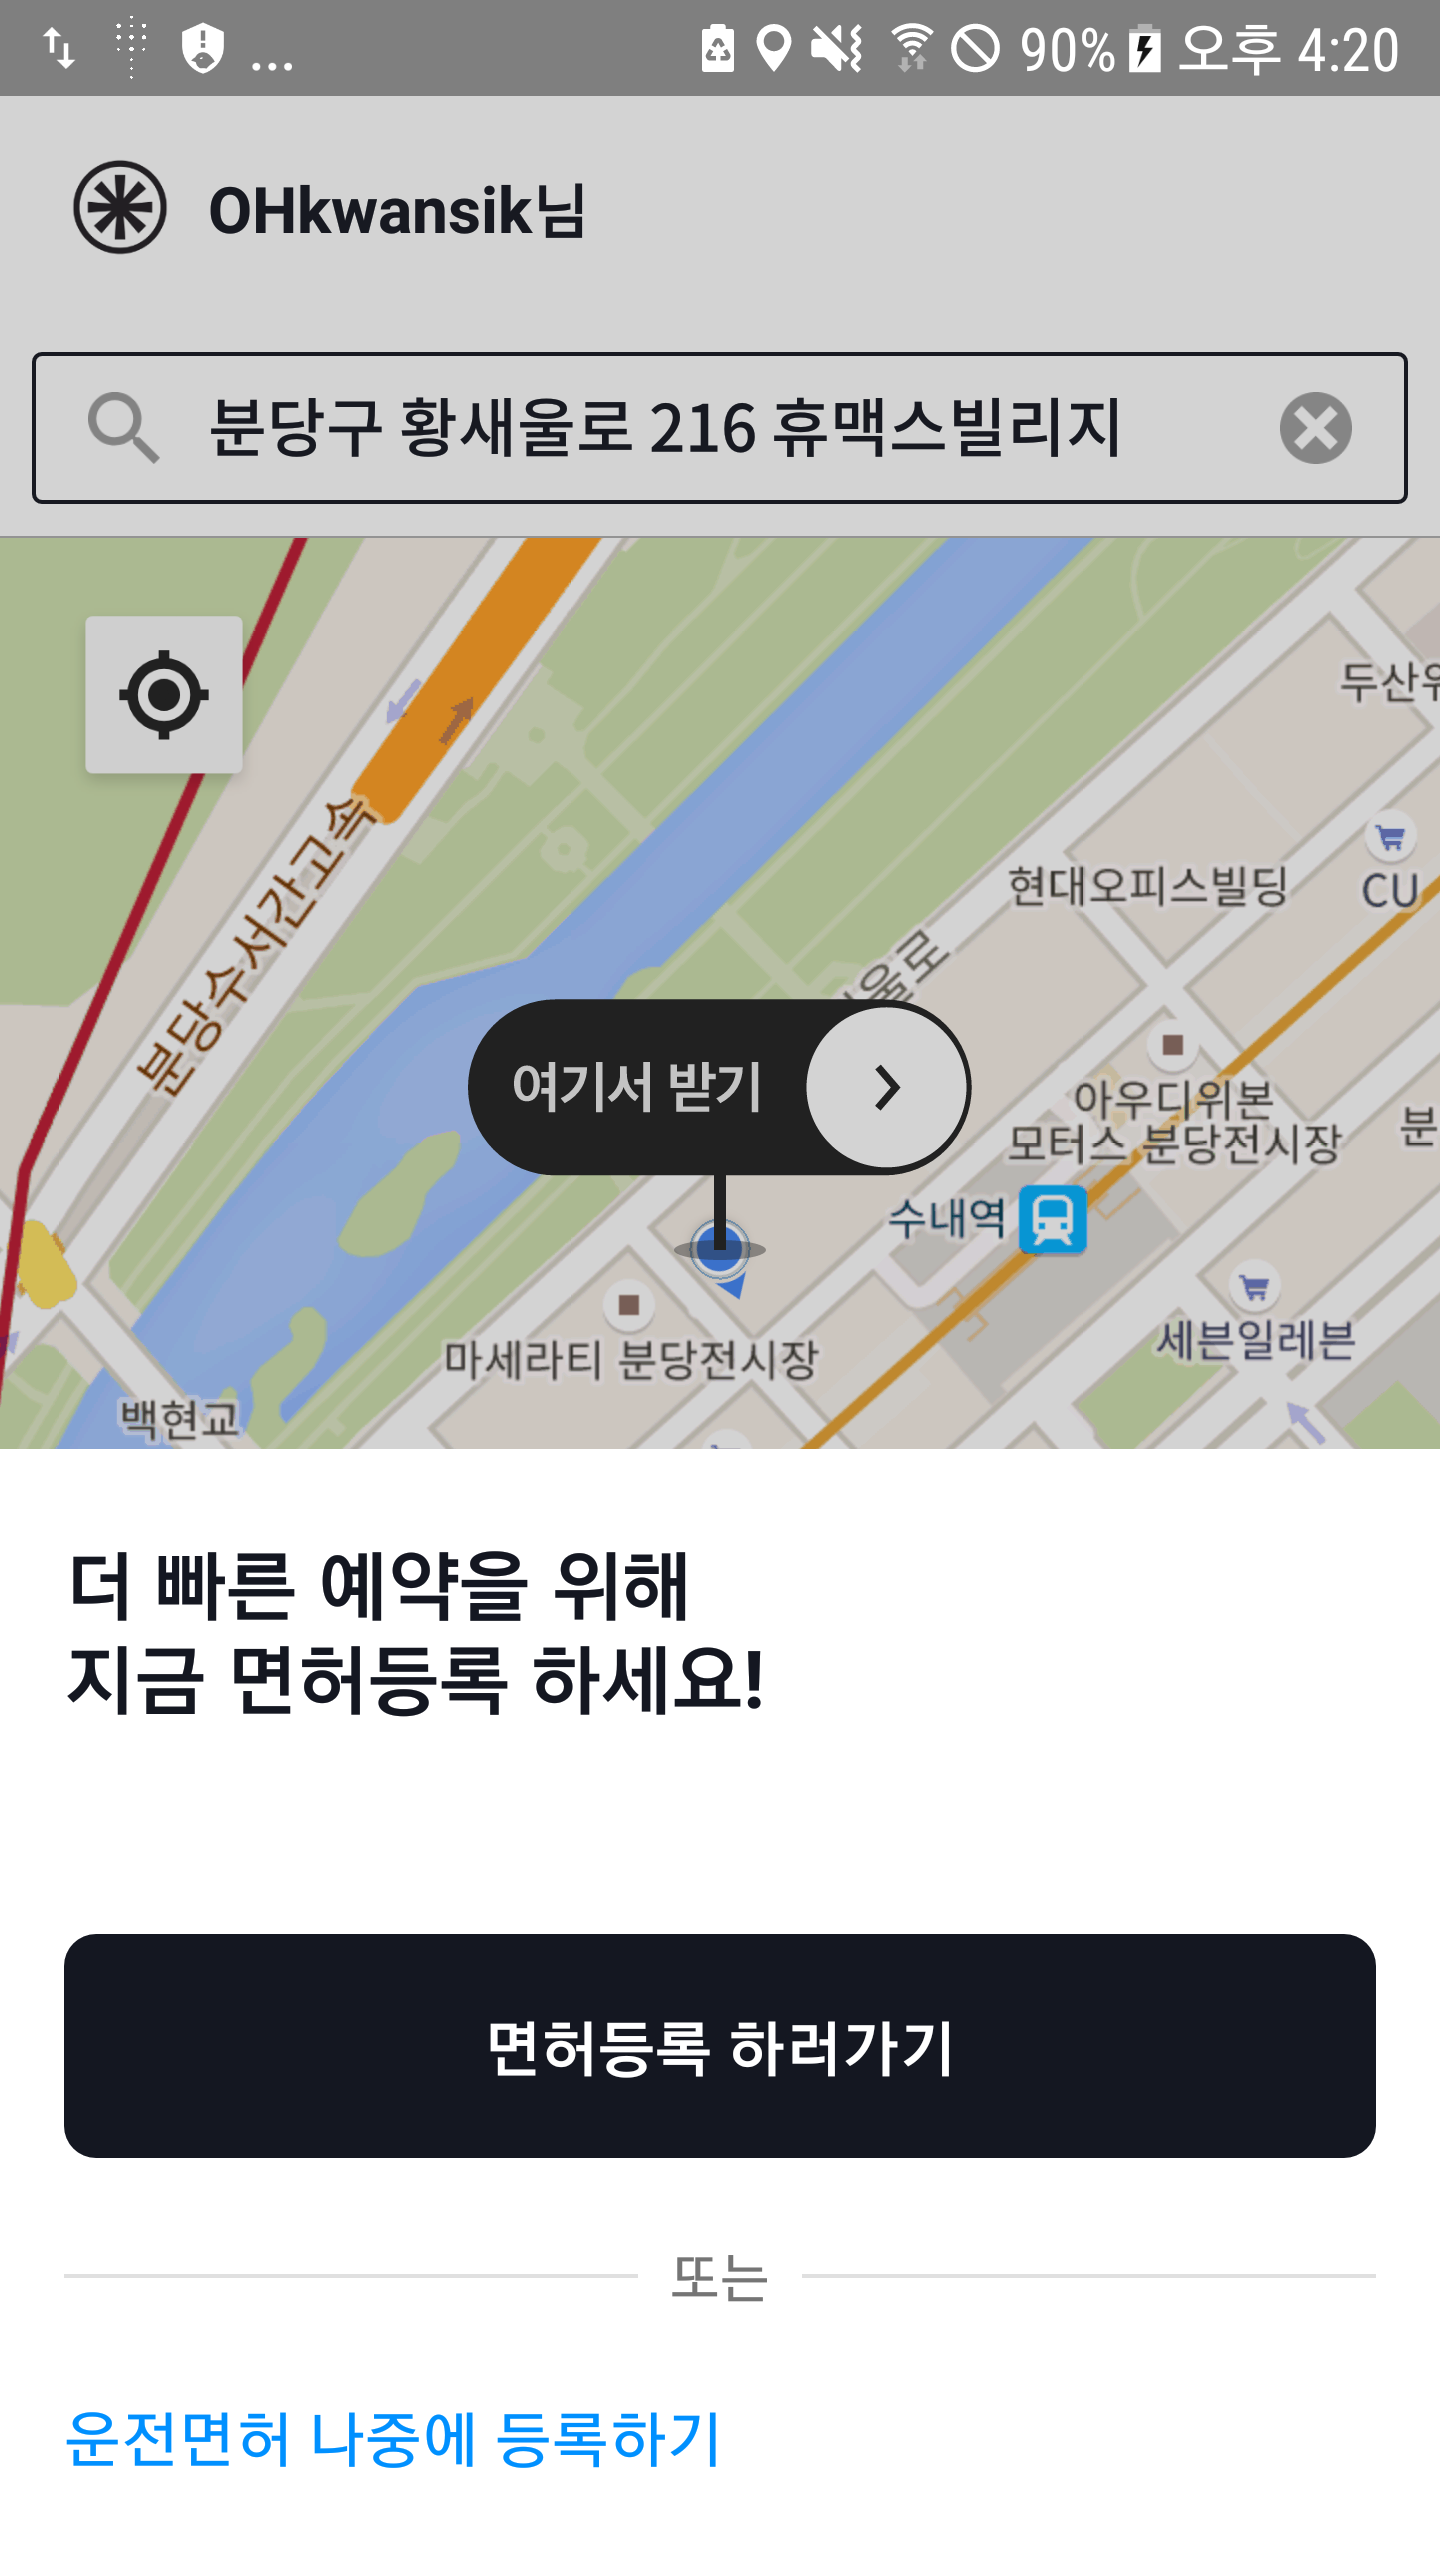 90% 오후 4:20
OHkwansik님
분당구 황새울로 216 휴맥스빌리지
두산위
분당수서간고속
현대오피스빌딩
CU
울로
여기서 받기
아우디위본
모터스 분당전시장
분
수내역
세븐일레븐
마세라티 분당전시장
백현교
더 빠른 예약을 위해
지금 면허등록 하세요!
면허등록 하러가기
또는
운전면허 나중에 등록하기